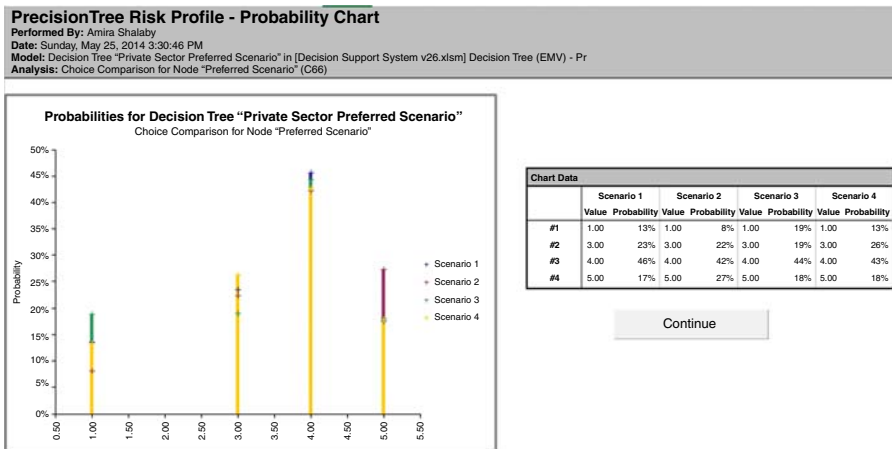 PrecisionTree Risk Profile - Probability Chart
Performed By: Amira Shalaby
Date: Sunday, May 25, 2014 3:30:46 PM
Model: Decision Tree “Private Sector Preferred Scenario” in [Decision Support System v26.xlsm] Decision Tree (EMV) - Pr
Analysis: Choice Comparison for Node “Preferred Scenario” (C66)
Probabilities for Decision Tree “Private Sector Preferred Scenario”
Choice Comparison for Node “Preferred Scenario”
Probability
50%
45%
40%
35%
30%
25%
20%
15%
10%
5%
0%
0.50 1.00 1.50 2.00 2.50 3.00 3.50 4.00 4.50 5.00 5.50
Scenario 1
Scenario 2
Scenario 3
Scenario 4
Chart Data
Scenario 1 Scenario 2 Scenario 3 Scenario 4
Value Probability Value Probability Value Probability Value Probability
#1 1.00 13% 1.00 8% 1.00 19% 1.00 13%
#2 3.00 23% 3.00 22% 3.00 19% 3.00 26%
#3 4.00 46% 4.00 42% 4.00 44% 4.00 43%
#4 5.00 17% 5.00 27% 5.00 18% 5.00 18%
Continue